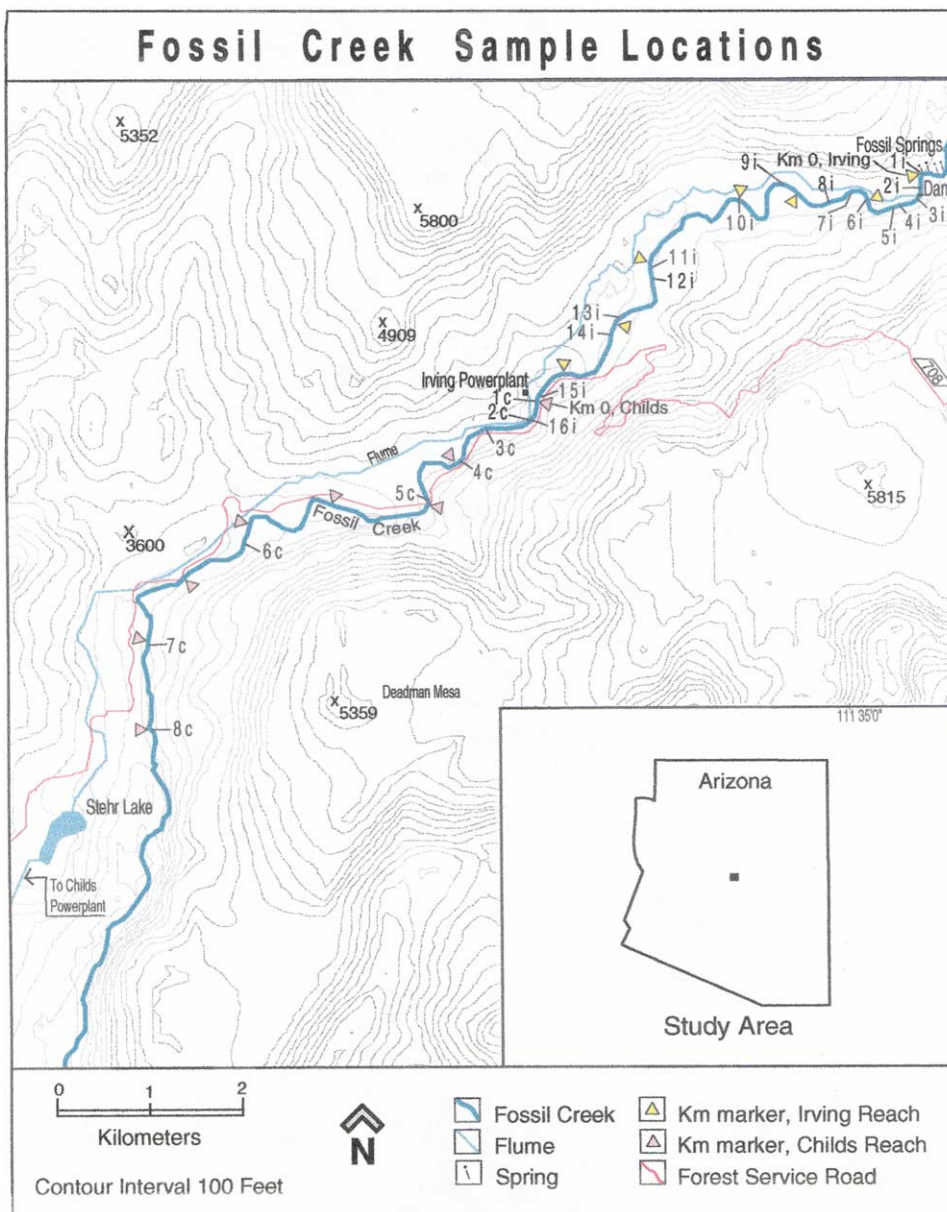 Fossil Creek Sample Locations
5352
5800
4909
3600
5359
5815
Fossil Springs
Km 0, Irving
1i
2i
Dam
3i
4i
5i
6i
7i
8i
9i
10i
11i
12i
13i
14i
Irving Powerplant
1c
15i
Km 0, Childs
2c
16i
3c
4c
5c
6c
7c
8c
708
Flume
Fossil Creek
Deadman Mesa
Stehr Lake
To Childs
Powerplant
111 35'0"
Arizona
Study Area
0 1 2
Kilometers
Contour Interval 100 Feet
N
Fossil Creek
Flume
Spring
Km marker, Irving Reach
Km marker, Childs Reach
Forest Service Road